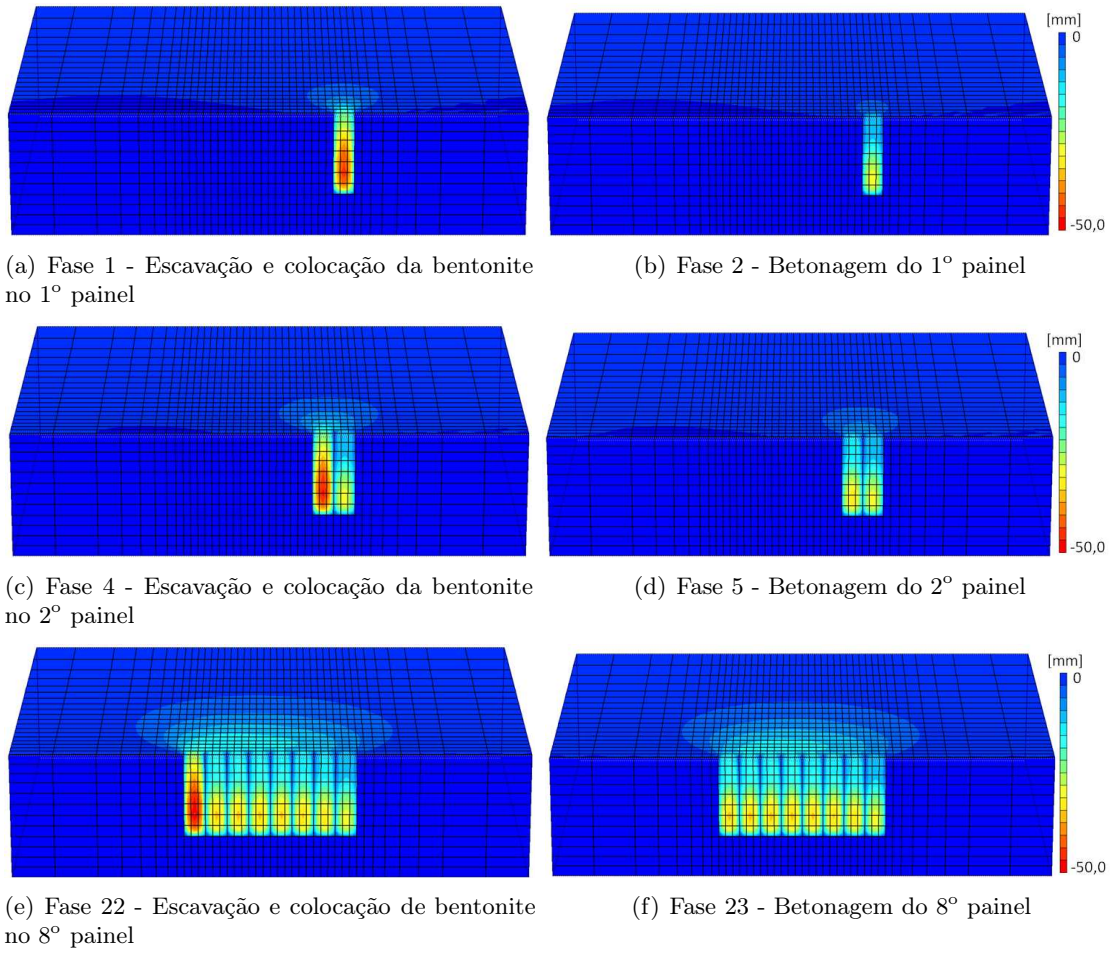 [mm]
0
-50,0
(a) Fase 1 - Escavação e colocação da bentonite
no 1º painel
(b) Fase 2 - Betonagem do 1º painel
[mm]
0
-50,0
(c) Fase 4 - Escavação e colocação da bentonite
no 2º painel
(d) Fase 5 - Betonagem do 2º painel
[mm]
0
-50,0
(e) Fase 22 - Escavação e colocação de bentonite
no 8º painel
(f) Fase 23 - Betonagem do 8º painel